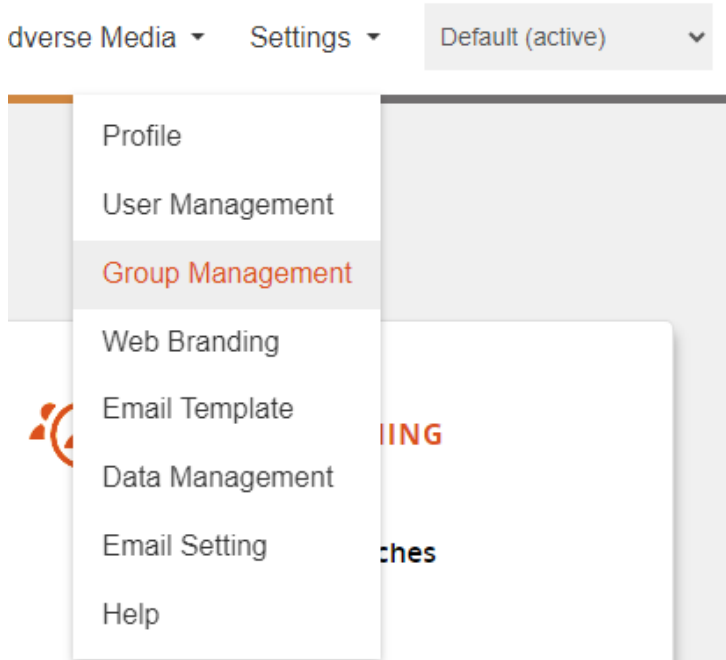 dverse Media Settings Default (active)
Profile
User Management
Group Management
Web Branding
Email Template
ING
Data Management
Email Setting
ches
Help